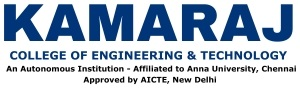 KAMARAJ
COLLEGE OF ENGINEERING & TECHNOLOGY
An Autonomous Institution - Affiliated to Anna University, Chennai
Approved by AICTE, New Delhi